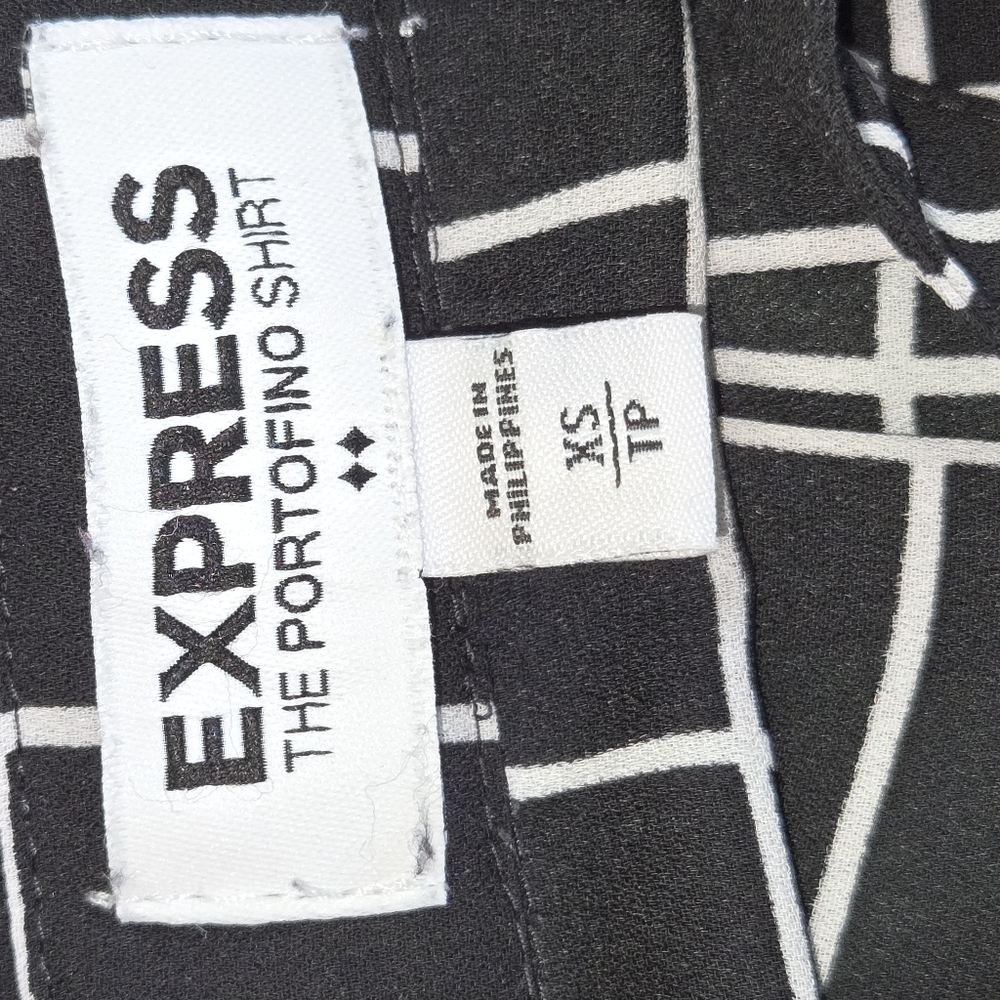 EXPRESS
THE PORTOFINO SHIRT
MADE IN
PHILIPPINES
XS
TP